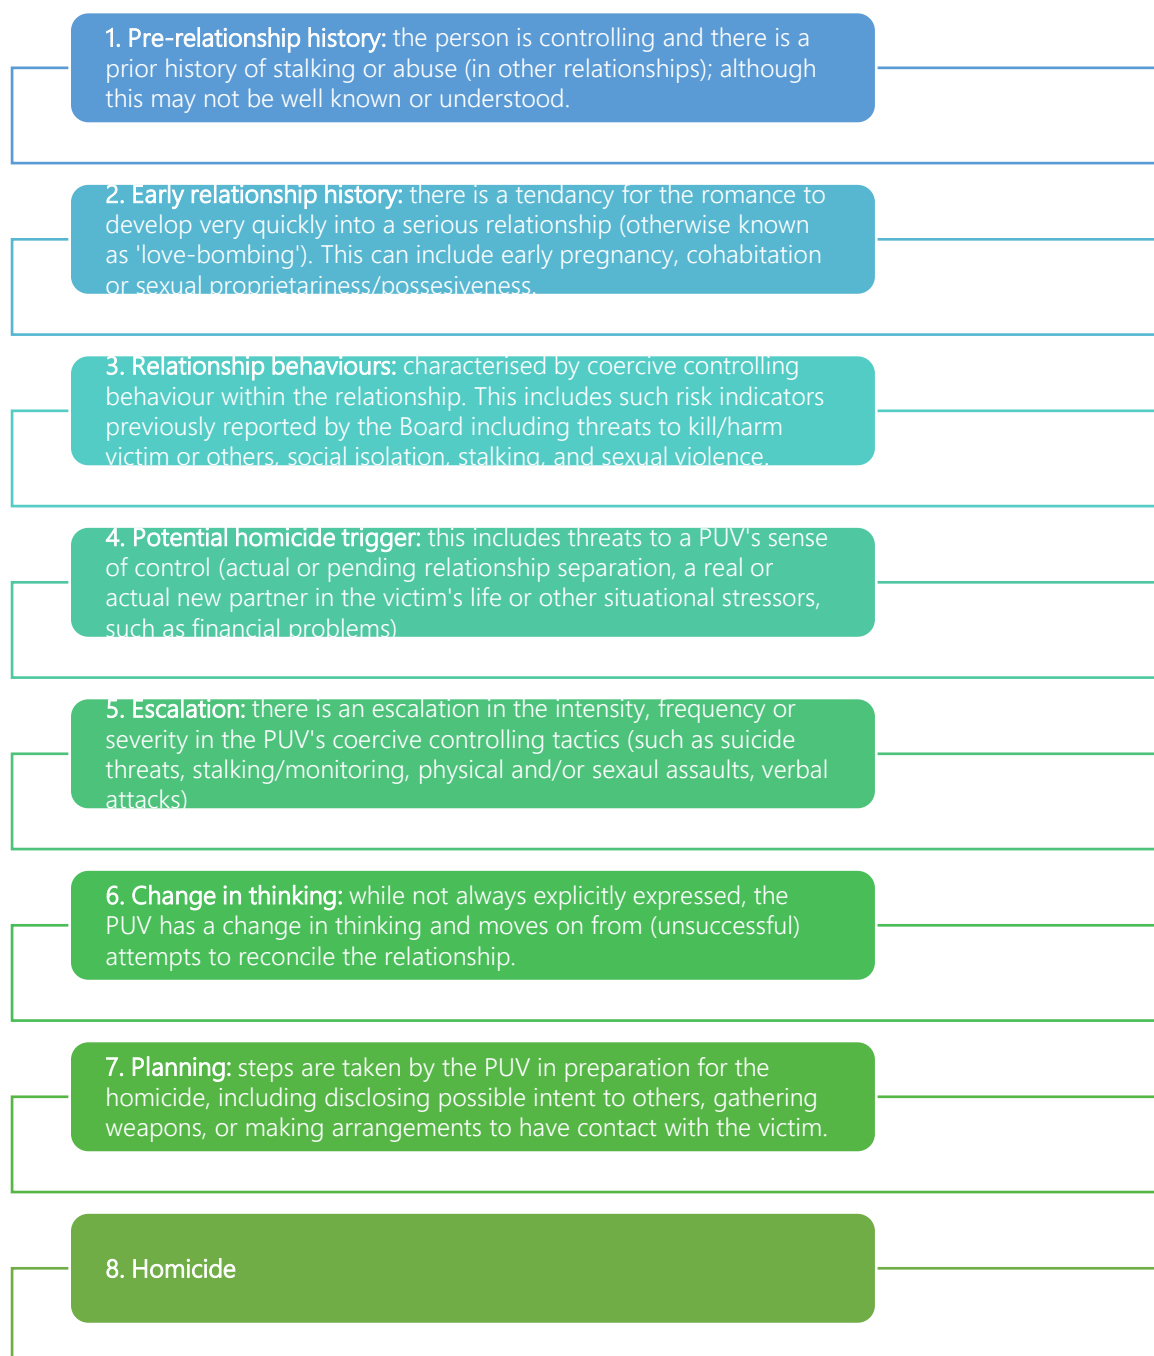 1. Pre-relationship history: the person is controlling and there is a
prior history of stalking or abuse (in other relationships); although
this may not be well known or understood.
2. Early relationship history: there is a tendancy for the romance to
develop very quickly into a serious relationship (otherwise known
as 'love-bombing'). This can include early pregnancy, cohabitation
or sexual proprietariness/possesiveness.
3. Relationship behaviours: characterised by coercive controlling
behaviour within the relationship. This includes such risk indicators
previously reported by the Board including threats to kill/harm
victim or others, social isolation, stalking, and sexual violence.
4. Potential homicide trigger: this includes threats to a PUV's sense
of control (actual or pending relationship separation, a real or
actual new partner in the victim's life or other situational stressors,
such as financial problems)
5. Escalation: there is an escalation in the intensity, frequency or
severity in the PUV's coercive controlling tactics (such as suicide
threats, stalking/monitoring, physical and/or sexaul assaults, verbal
attacks)
6. Change in thinking: while not always explicitly expressed, the
PUV has a change in thinking and moves on from (unsuccessful)
attempts to reconcile the relationship.
7. Planning: steps are taken by the PUV in preparation for the
homicide, including disclosing possible intent to others, gathering
weapons, or making arrangements to have contact with the victim.
8. Homicide